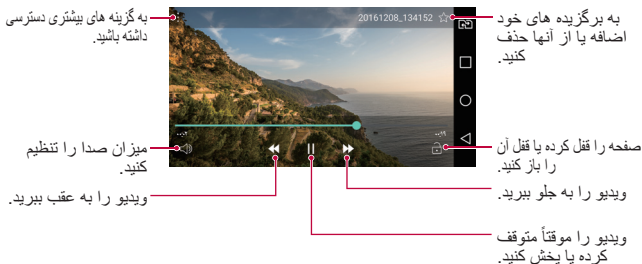 به گزینه های بیشتری دسترسی
داشته باشید.
20161208_134152
به برگزیده های خود
اضافه یا از آنها حذف
کنید.
میزان صدا را تنظیم
کنید.
ویدیو را به عقب ببرید.
صفحه را قفل کرده یا قفل آن
را باز کنید.
ویدیو را به جلو ببرید.
ویدیو را موقتاً متوقف
کرده یا پخش کنید.